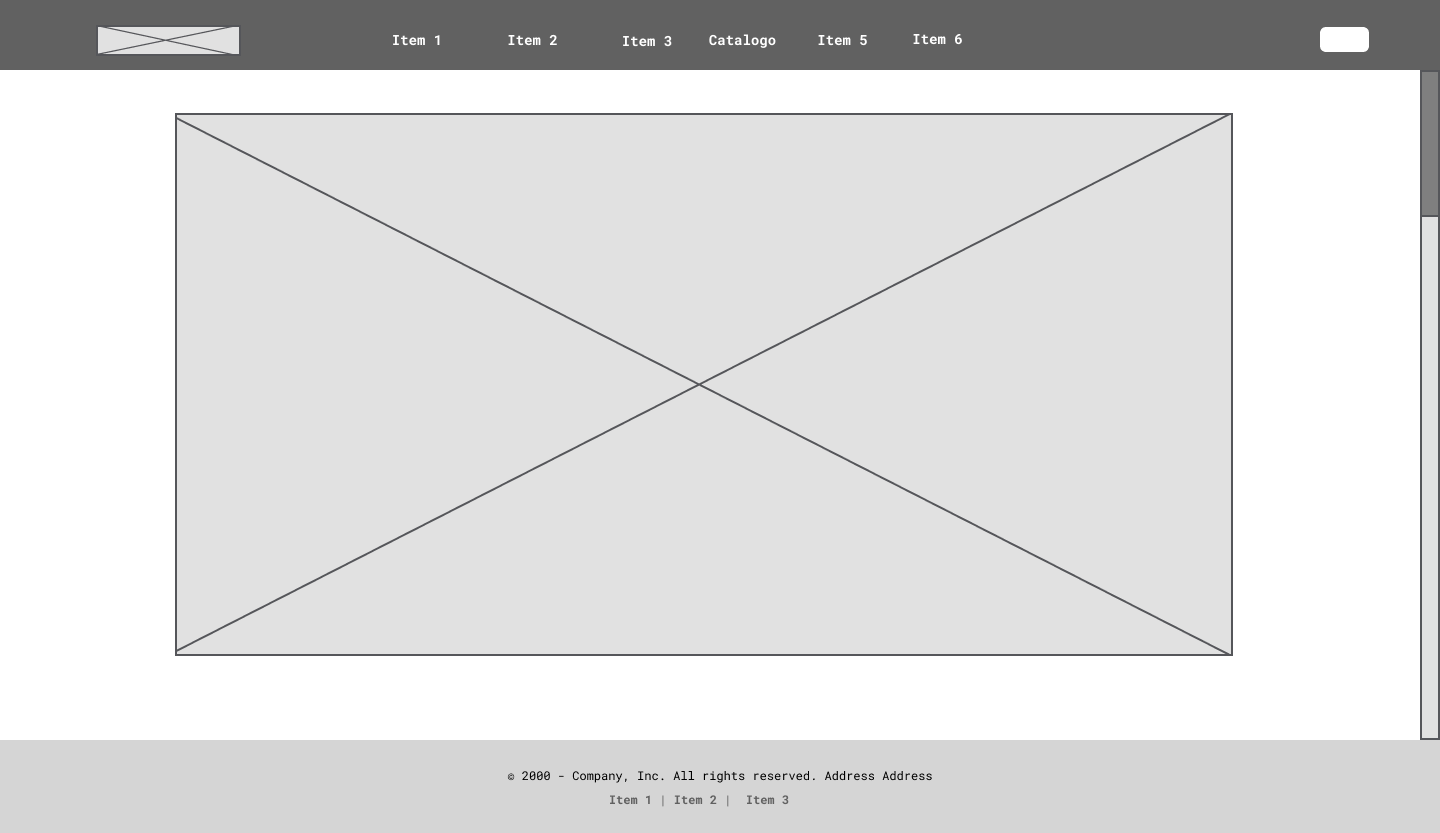 Item 1 Item 2 Item 3 Catalogo Item 5 Item 6
© 2000 - Company, Inc. All rights reserved. Address Address
Item 1 | Item 2 | Item 3